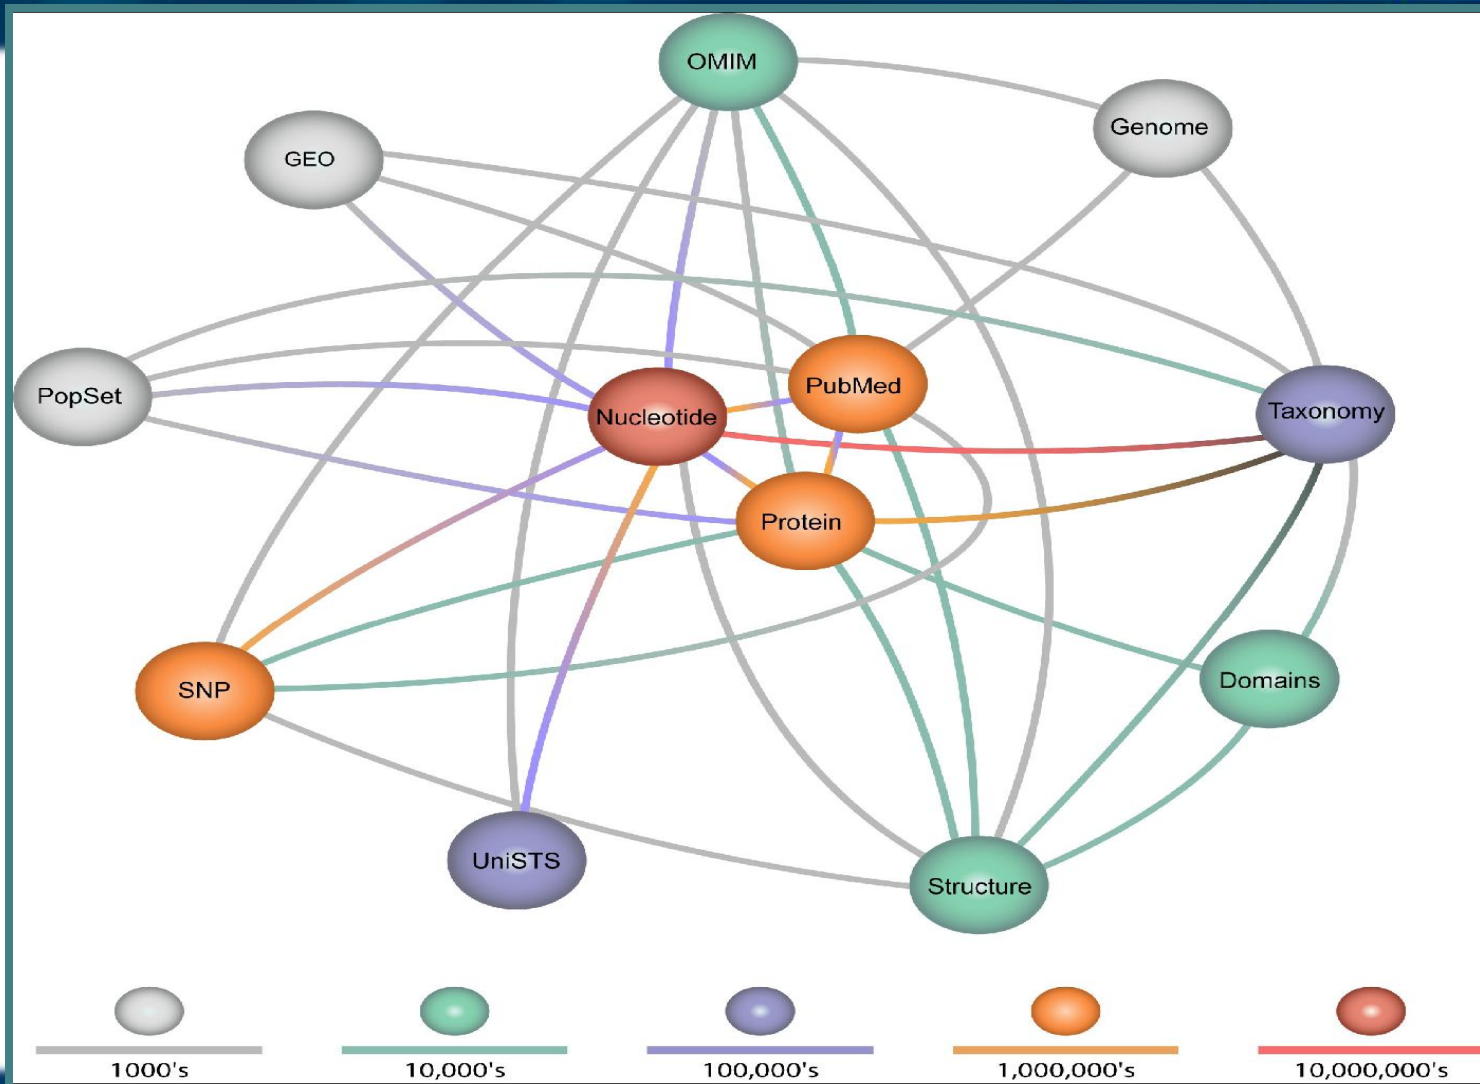 OMIM
Genome
GEO
PubMed
PopSet
Nucleotide
Taxonomy
Protein
Domains
SNP
UniSTS
Structure
1000's
10,000's
100,000's
1,000,000's
10,000,000's